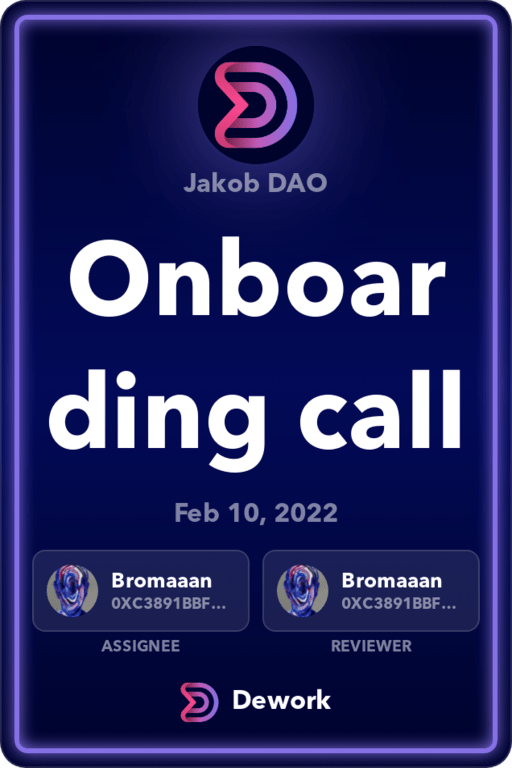 Jakob DAO
Onboar
ding call
Feb 10, 2022
Bromaaan
0XC3891BBF...
ASSIGNEE
Bromaaan
0XC3891BBF...
REVIEWER
Dework